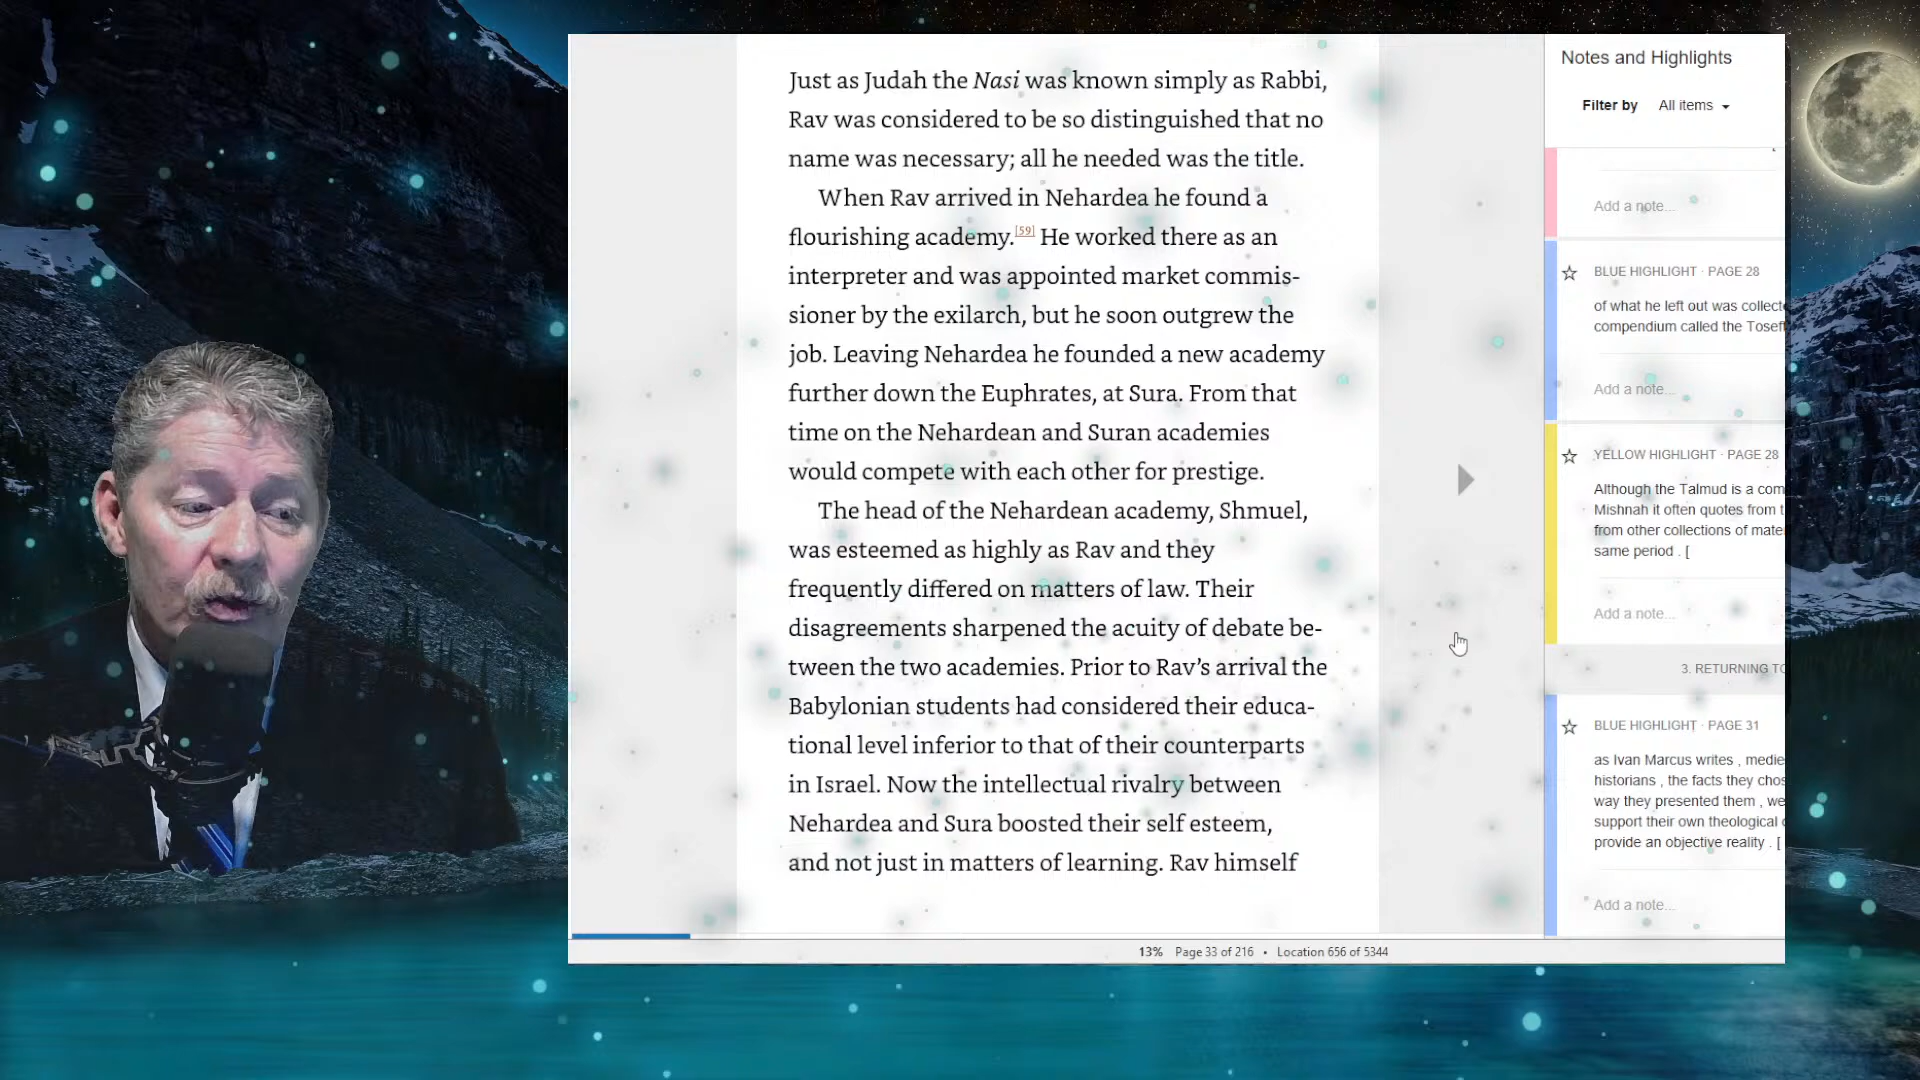 Just as Judah the Nasi was known simply as Rabbi,
Rav was considered to be so distinguished that no
name was necessary; all he needed was the title.
When Rav arrived in Nehardea he found a
flourishing academy.[59] He worked there as an
interpreter and was appointed market commis-
sioner by the exilarch, but he soon outgrew the
job. Leaving Nehardea he founded a new academy
further down the Euphrates, at Sura. From that
time on the Nehardean and Suran academies
would compete with each other for prestige.
The head of the Nehardean academy, Shmuel,
was esteemed as highly as Rav and they
frequently differed on matters of law. Their
disagreements sharpened the acuity of debate be-
tween the two academies. Prior to Rav's arrival the
Babylonian students had considered their educa-
tional level inferior to that of their counterparts
in Israel. Now the intellectual rivalry between
Nehardea and Sura boosted their self esteem,
and not just in matters of learning. Rav himself
13% Page 33 of 216 • Location 656 of 5344
Notes and Highlights
Filter by All items
Add a note...
BLUE HIGHLIGHT · PAGE 28
of what he left out was collecte
compendium called the Tosef
Add a note...
YELLOW HIGHLIGHT · PAGE 28
Although the Talmud is a com
Mishnah it often quotes from t
from other collections of mate
same period . [
Add a note...
3. RETURNING TO
BLUE HIGHLIGHT · PAGE 31
as Ivan Marcus writes , medie
historians , the facts they chos
way they presented them , we
support their own theological
provide an objective reality . [
Add a note...